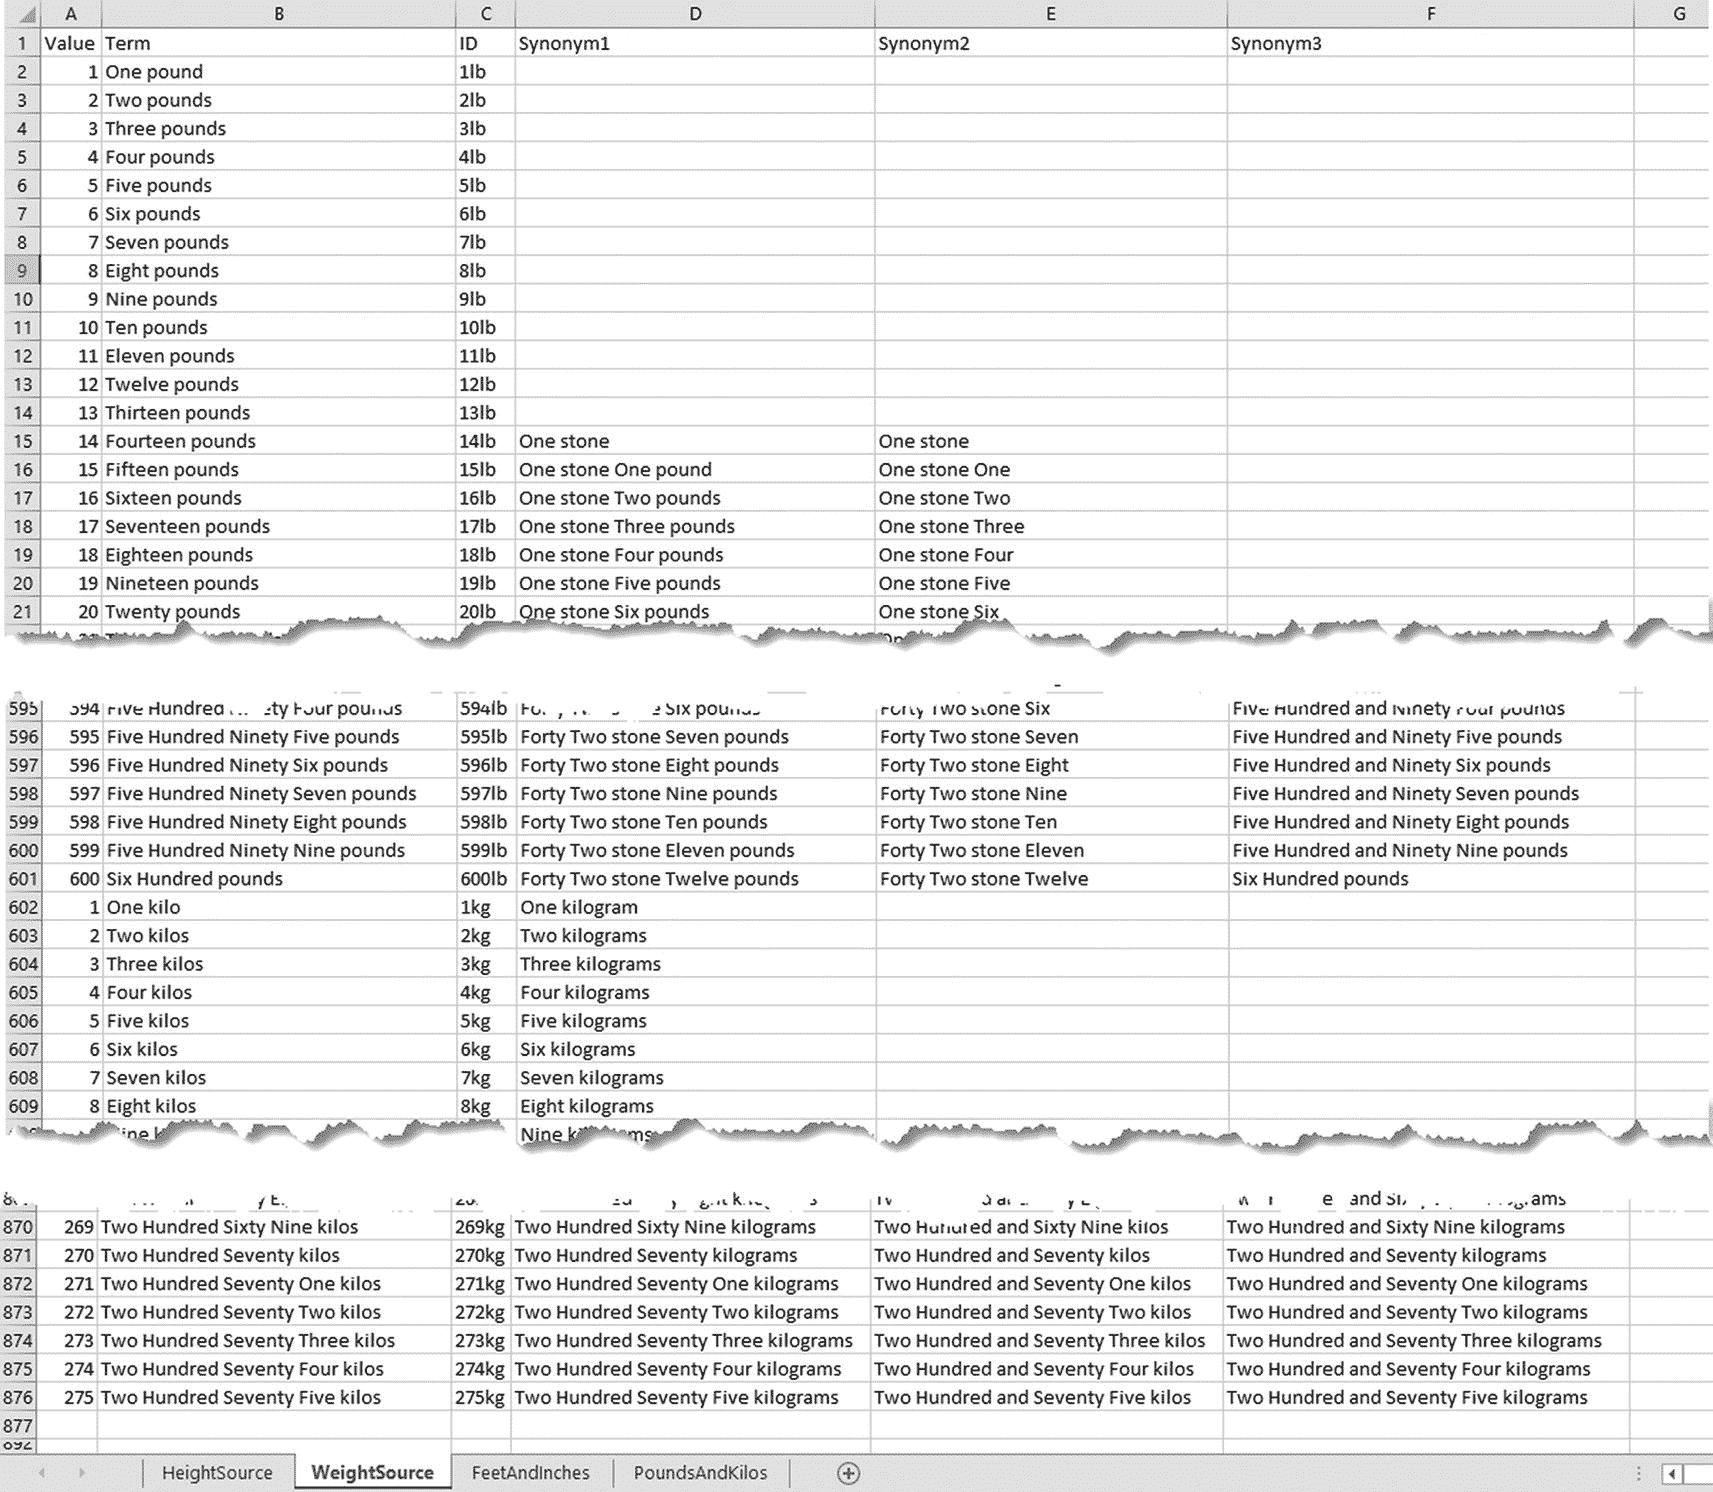 A B C D E F G
1 Value Term ID Synonym1 Synonym2 Synonym3
2 1 One pound 1lb
3 2 Two pounds 2lb
4 3 Three pounds 3lb
5 4 Four pounds 4lb
6 5 Five pounds 5lb
7 6 Six pounds 6lb
8 7 Seven pounds 7lb
9 8 Eight pounds 8lb
10 9 Nine pounds 9lb
11 10 Ten pounds 10lb
12 11 Eleven pounds 11lb
13 12 Twelve pounds 12lb
14 13 Thirteen pounds 13lb
15 14 Fourteen pounds 14lb One stone One stone
16 15 Fifteen pounds 15lb One stone One pound One stone One
17 16 Sixteen pounds 16lb One stone Two pounds One stone Two
18 17 Seventeen pounds 17lb One stone Three pounds One stone Three
19 18 Eighteen pounds 18lb One stone Four pounds One stone Four
20 19 Nineteen pounds 19lb One stone Five pounds One stone Five
21 20 Twenty pounds 20lb One stone Six pounds One stone Six
595 594 Five Hundred Four pounds 594lb Six pounds Forty Two stone Six Five Hundred and Ninety Four pounds
596 595 Five Hundred Ninety Five pounds 595lb Forty Two stone Seven pounds Forty Two stone Seven Five Hundred and Ninety Five pounds
597 596 Five Hundred Ninety Six pounds 596lb Forty Two stone Eight pounds Forty Two stone Eight Five Hundred and Ninety Six pounds
598 597 Five Hundred Ninety Seven pounds 597lb Forty Two stone Nine pounds Forty Two stone Nine Five Hundred and Ninety Seven pounds
599 598 Five Hundred Ninety Eight pounds 598lb Forty Two stone Ten pounds Forty Two stone Ten Five Hundred and Ninety Eight pounds
600 599 Five Hundred Ninety Nine pounds 599lb Forty Two stone Eleven pounds Forty Two stone Eleven Five Hundred and Ninety Nine pounds
601 600 Six Hundred pounds 600lb Forty Two stone Twelve pounds Forty Two stone Twelve Six Hundred pounds
602 1 One kilo 1kg One kilogram
603 2 Two kilos 2kg Two kilograms
604 3 Three kilos 3kg Three kilograms
605 4 Four kilos 4kg Four kilograms
606 5 Five kilos 5kg Five kilograms
607 6 Six kilos 6kg Six kilograms
608 7 Seven kilos 7kg Seven kilograms
609 8 Eight kilos 8kg Eight kilograms
Nine
870 269 Two Hundred Sixty Nine kilos 269kg Two Hundred Sixty Nine kilograms Two Hundred and Sixty Nine kilos Two Hundred and Sixty Nine kilograms
871 270 Two Hundred Seventy kilos 270kg Two Hundred Seventy kilograms Two Hundred and Seventy kilos Two Hundred and Seventy kilograms
872 271 Two Hundred Seventy One kilos 271kg Two Hundred Seventy One kilograms Two Hundred and Seventy One kilos Two Hundred and Seventy One kilograms
873 272 Two Hundred Seventy Two kilos 272kg Two Hundred Seventy Two kilograms Two Hundred and Seventy Two kilos Two Hundred and Seventy Two kilograms
874 273 Two Hundred Seventy Three kilos 273kg Two Hundred Seventy Three kilograms Two Hundred and Seventy Three kilos Two Hundred and Seventy Three kilograms
875 274 Two Hundred Seventy Four kilos 274kg Two Hundred Seventy Four kilograms Two Hundred and Seventy Four kilos Two Hundred and Seventy Four kilograms
876 275 Two Hundred Seventy Five kilos 275kg Two Hundred Seventy Five kilograms Two Hundred and Seventy Five kilos Two Hundred and Seventy Five kilograms
877
892
HeightSource WeightSource FeetAndInches PoundsAndKilos